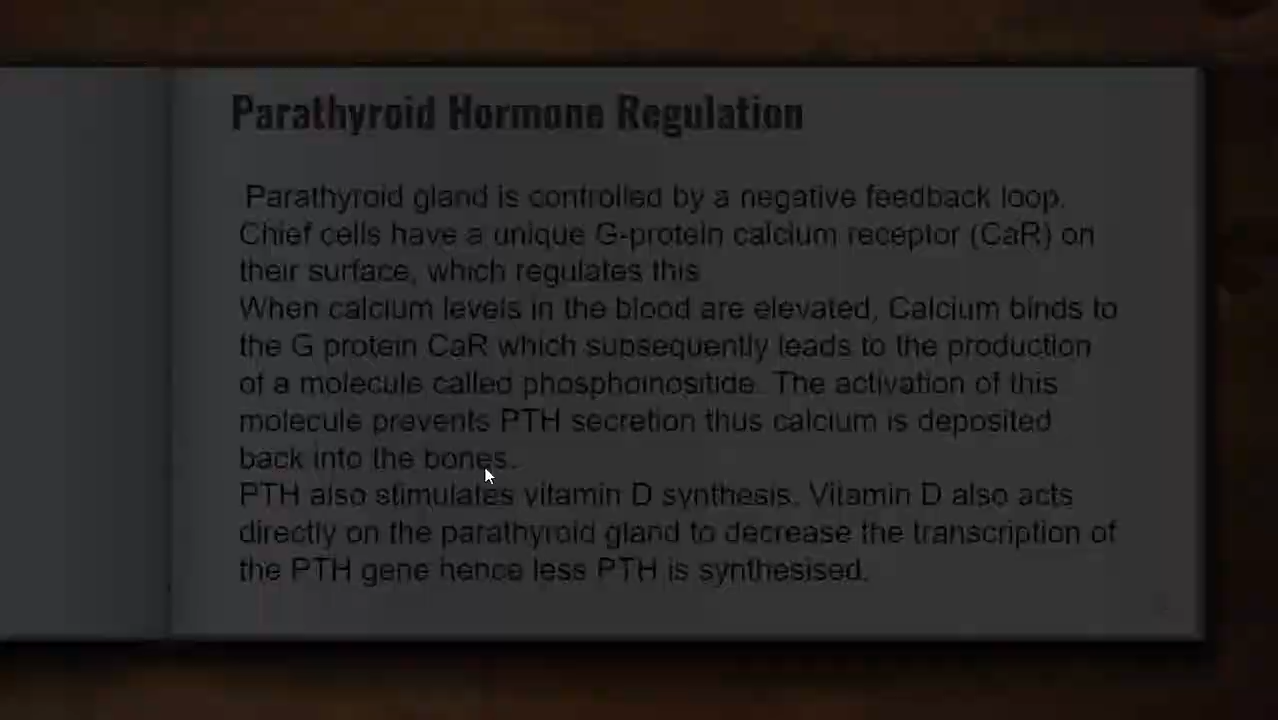 Parathyroid Hormone Regulation
Parathyroid gland is controlled by a negative feedback loop.
Chief cells have a unique G-protein calcium receptor (CaR) on
their surface, which regulates this
When calcium levels in the blood are elevated, Calcium binds to
the G protein CaR which subsequently leads to the production
of a molecule called phosphoinositide. The activation of this
molecule prevents PTH secretion thus calcium is deposited
back into the bones.
PTH also stimulates vitamin D synthesis. Vitamin D also acts
directly on the parathyroid gland to decrease the transcription of
the PTH gene hence less PTH is synthesised.